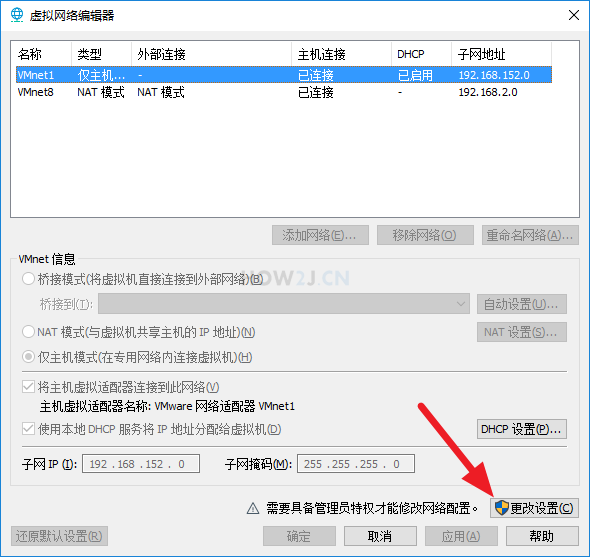 虚拟网络编辑器
名称 类型 外部连接 主机连接 DHCP 子网地址
VMnet1 仅主机... - 已连接 已启用 192.168.152.0
VMnet8 NAT 模式 NAT 模式 已连接 - 192.168.2.0
添加网络(E)... 移除网络(O) 重命名网络(A)...
VMnet 信息
NOW2J.CN
桥接模式(将虚拟机直接连接到外部网络)(B)
桥接到(T): 自动设置(U)...
NAT 模式(与虚拟机共享主机的 IP 地址)(N) NAT 设置(S)...
仅主机模式(在专用网络内连接虚拟机)(H)
将主机虚拟适配器连接到此网络(V)
主机虚拟适配器名称: VMware 网络适配器 VMnet1
使用本地 DHCP 服务将 IP 地址分配给虚拟机(D) DHCP 设置(P)...
子网 IP (I): 192 . 168 . 152 . 0 子网掩码(M): 255 . 255 . 255 . 0
需要具备管理员特权才能修改网络配置。 更改设置(C)
还原默认设置(R) 确定 取消 应用(A) 帮助